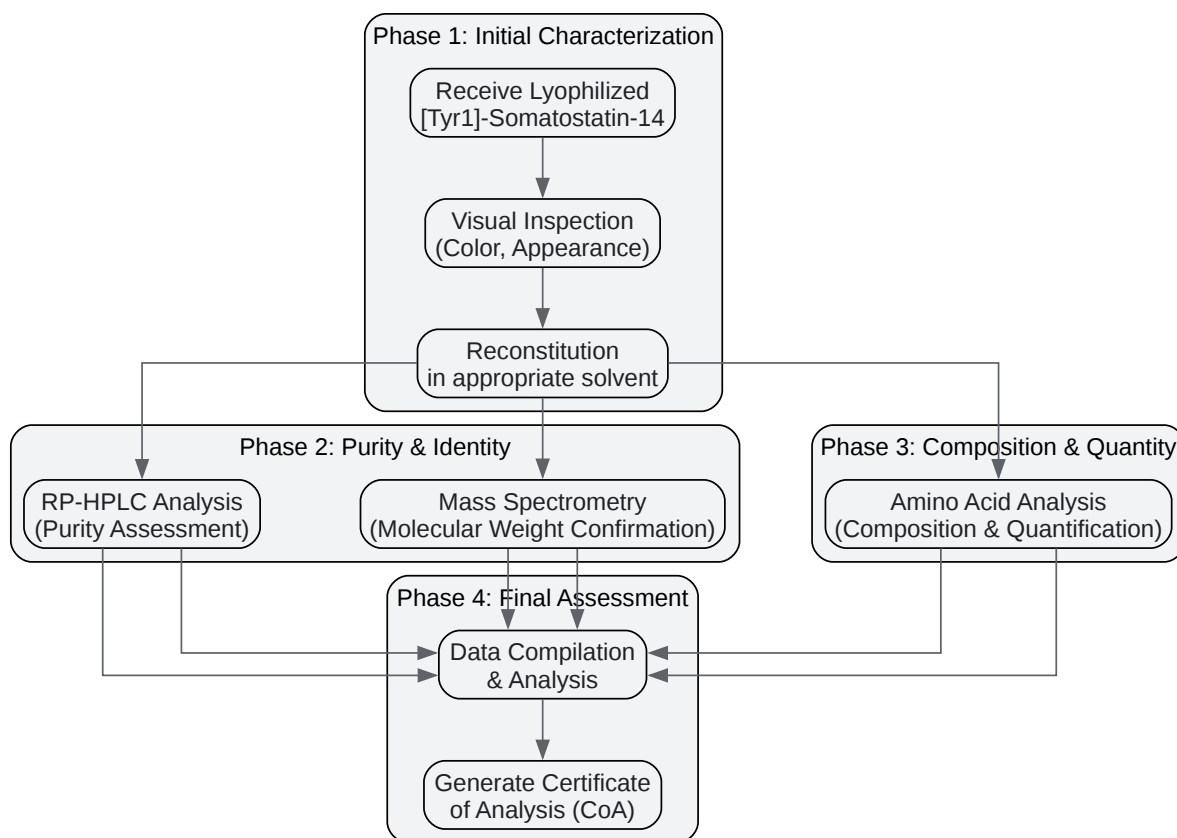 Phase 1: Initial Characterization
Receive Lyophilized
[Tyr1]-Somatostatin-14
Visual Inspection
(Color, Appearance)
Reconstitution
in appropriate solvent
Phase 2: Purity & Identity
RP-HPLC Analysis
(Purity Assessment)
Mass Spectrometry
(Molecular Weight Confirmation)
Phase 3: Composition & Quantity
Amino Acid Analysis
(Composition & Quantification)
Phase 4: Final Assessment
Data Compilation
& Analysis
Generate Certificate
of Analysis (CoA)